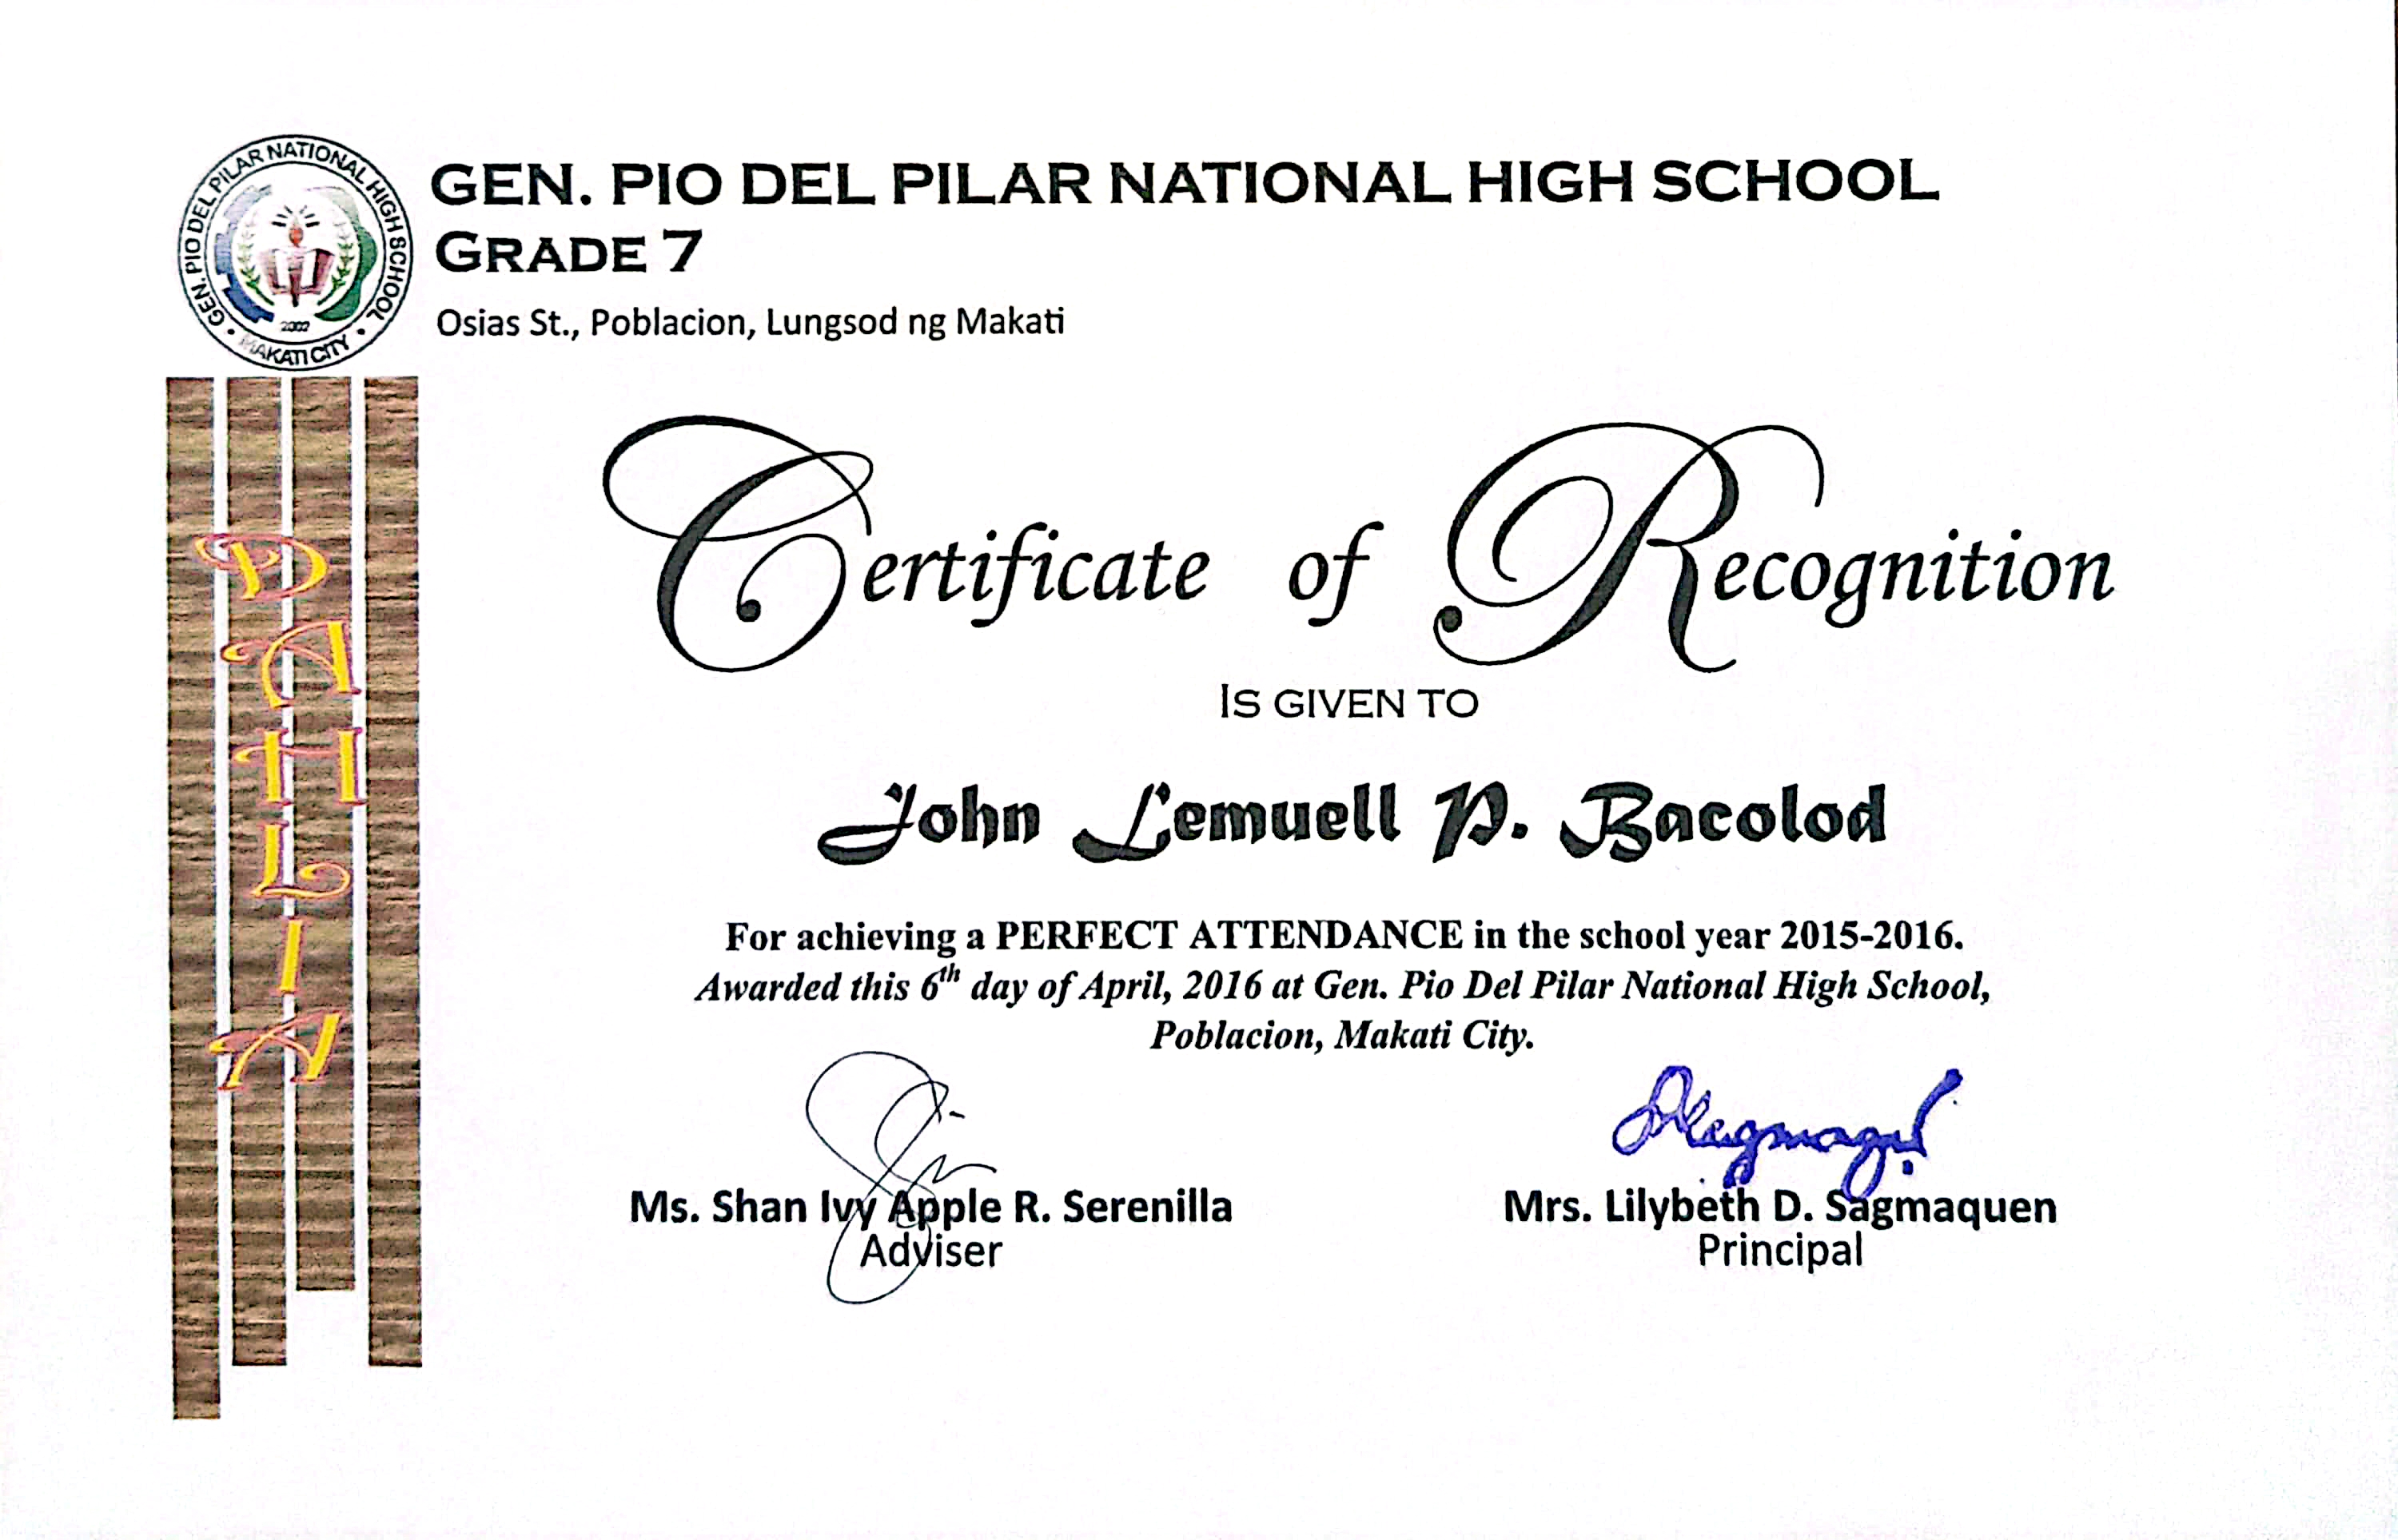 GEN. PIO DEL PILAR NATIONAL HIGH SCHOOL
MAKATI CITY
2002
GEN. PIO DEL PILAR NATIONAL HIGH SCHOOL
GRADE 7
Osias St., Poblacion, Lungsod ng Makati
DAHLIA
Certificate of Recognition
IS GIVEN TO
John Lemuell P. Bacolod
For achieving a PERFECT ATTENDANCE in the school year 2015-2016.
Awarded this 6th day of April, 2016 at Gen. Pio Del Pilar National High School,
Poblacion, Makati City.
Ms. Shan Ivy Apple R. Serenilla
Adviser
Mrs. Lilybeth D. Sagmaquen
Principal